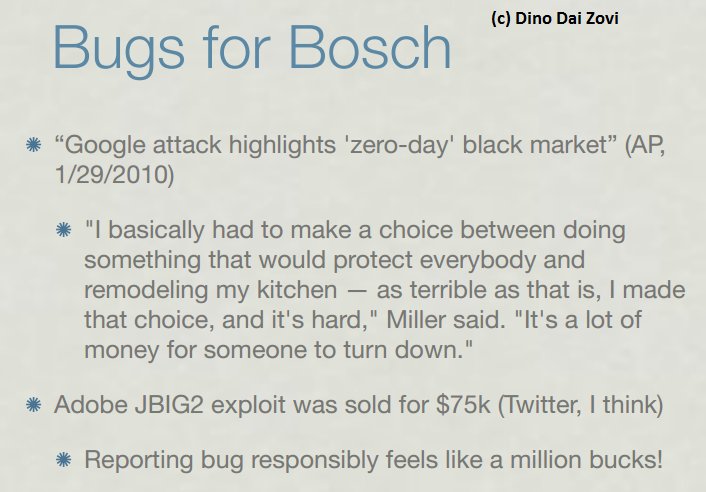 (c) Dino Dai Zovi
Bugs for Bosch
“Google attack highlights 'zero-day' black market” (AP,
1/29/2010)
"I basically had to make a choice between doing
something that would protect everybody and
remodeling my kitchen — as terrible as that is, I made
that choice, and it's hard," Miller said. "It's a lot of
money for someone to turn down."
Adobe JBIG2 exploit was sold for $75k (Twitter, I think)
Reporting bug responsibly feels like a million bucks!